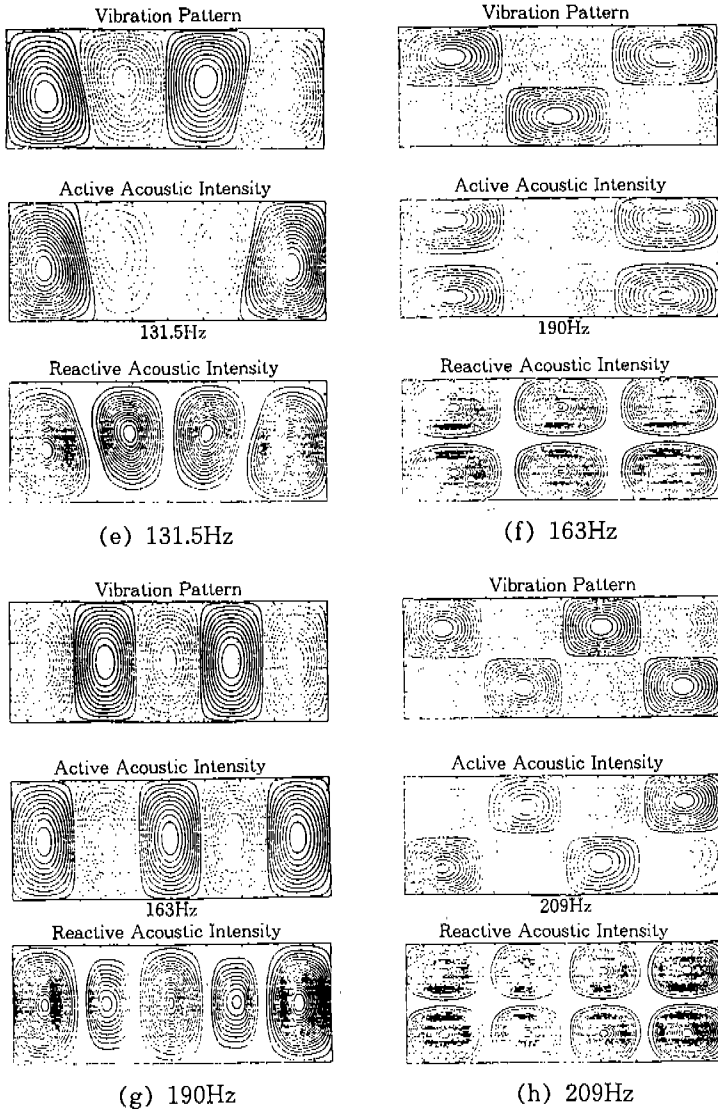 Vibration Pattern
Active Acoustic Intensity
131.5Hz
Reactive Acoustic Intensity
(e) 131.5Hz
Vibration Pattern
Active Acoustic Intensity
190Hz
Reactive Acoustic Intensity
(f) 163Hz
Vibration Pattern
Active Acoustic Intensity
163Hz
Reactive Acoustic Intensity
(g) 190Hz
Vibration Pattern
Active Acoustic Intensity
209Hz
Reactive Acoustic Intensity
(h) 209Hz